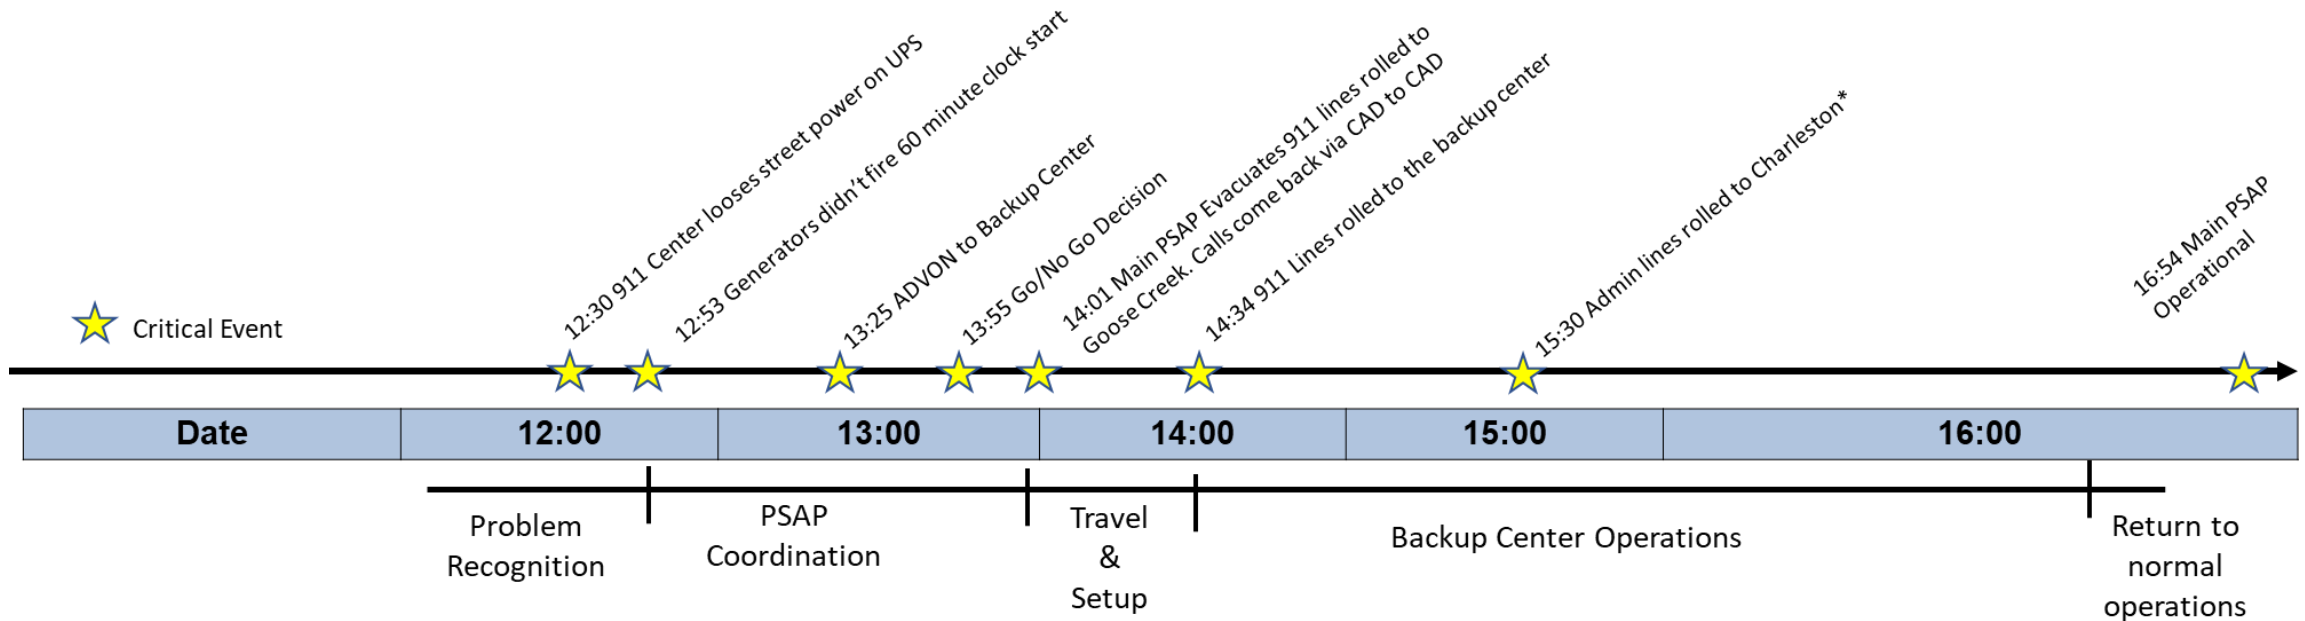 12:30 911 Center looses street power on UPS
12:53 Generators didn't fire 60 minute clock start
13:25 ADVON to Backup Center
13:55 Go/No Go Decision
14:01 Main PSAP Evacuates 911 lines rolled to
Goose Creek. Calls come back via CAD to CAD
14:34 911 Lines rolled to the backup center
15:30 Admin lines rolled to Charleston*
16:54 Main PSAP
Operational
Critical Event
Date
12:00
13:00
14:00
15:00
16:00
Problem
Recognition
PSAP
Coordination
Travel
&
Setup
Backup Center Operations
Return to
normal
operations